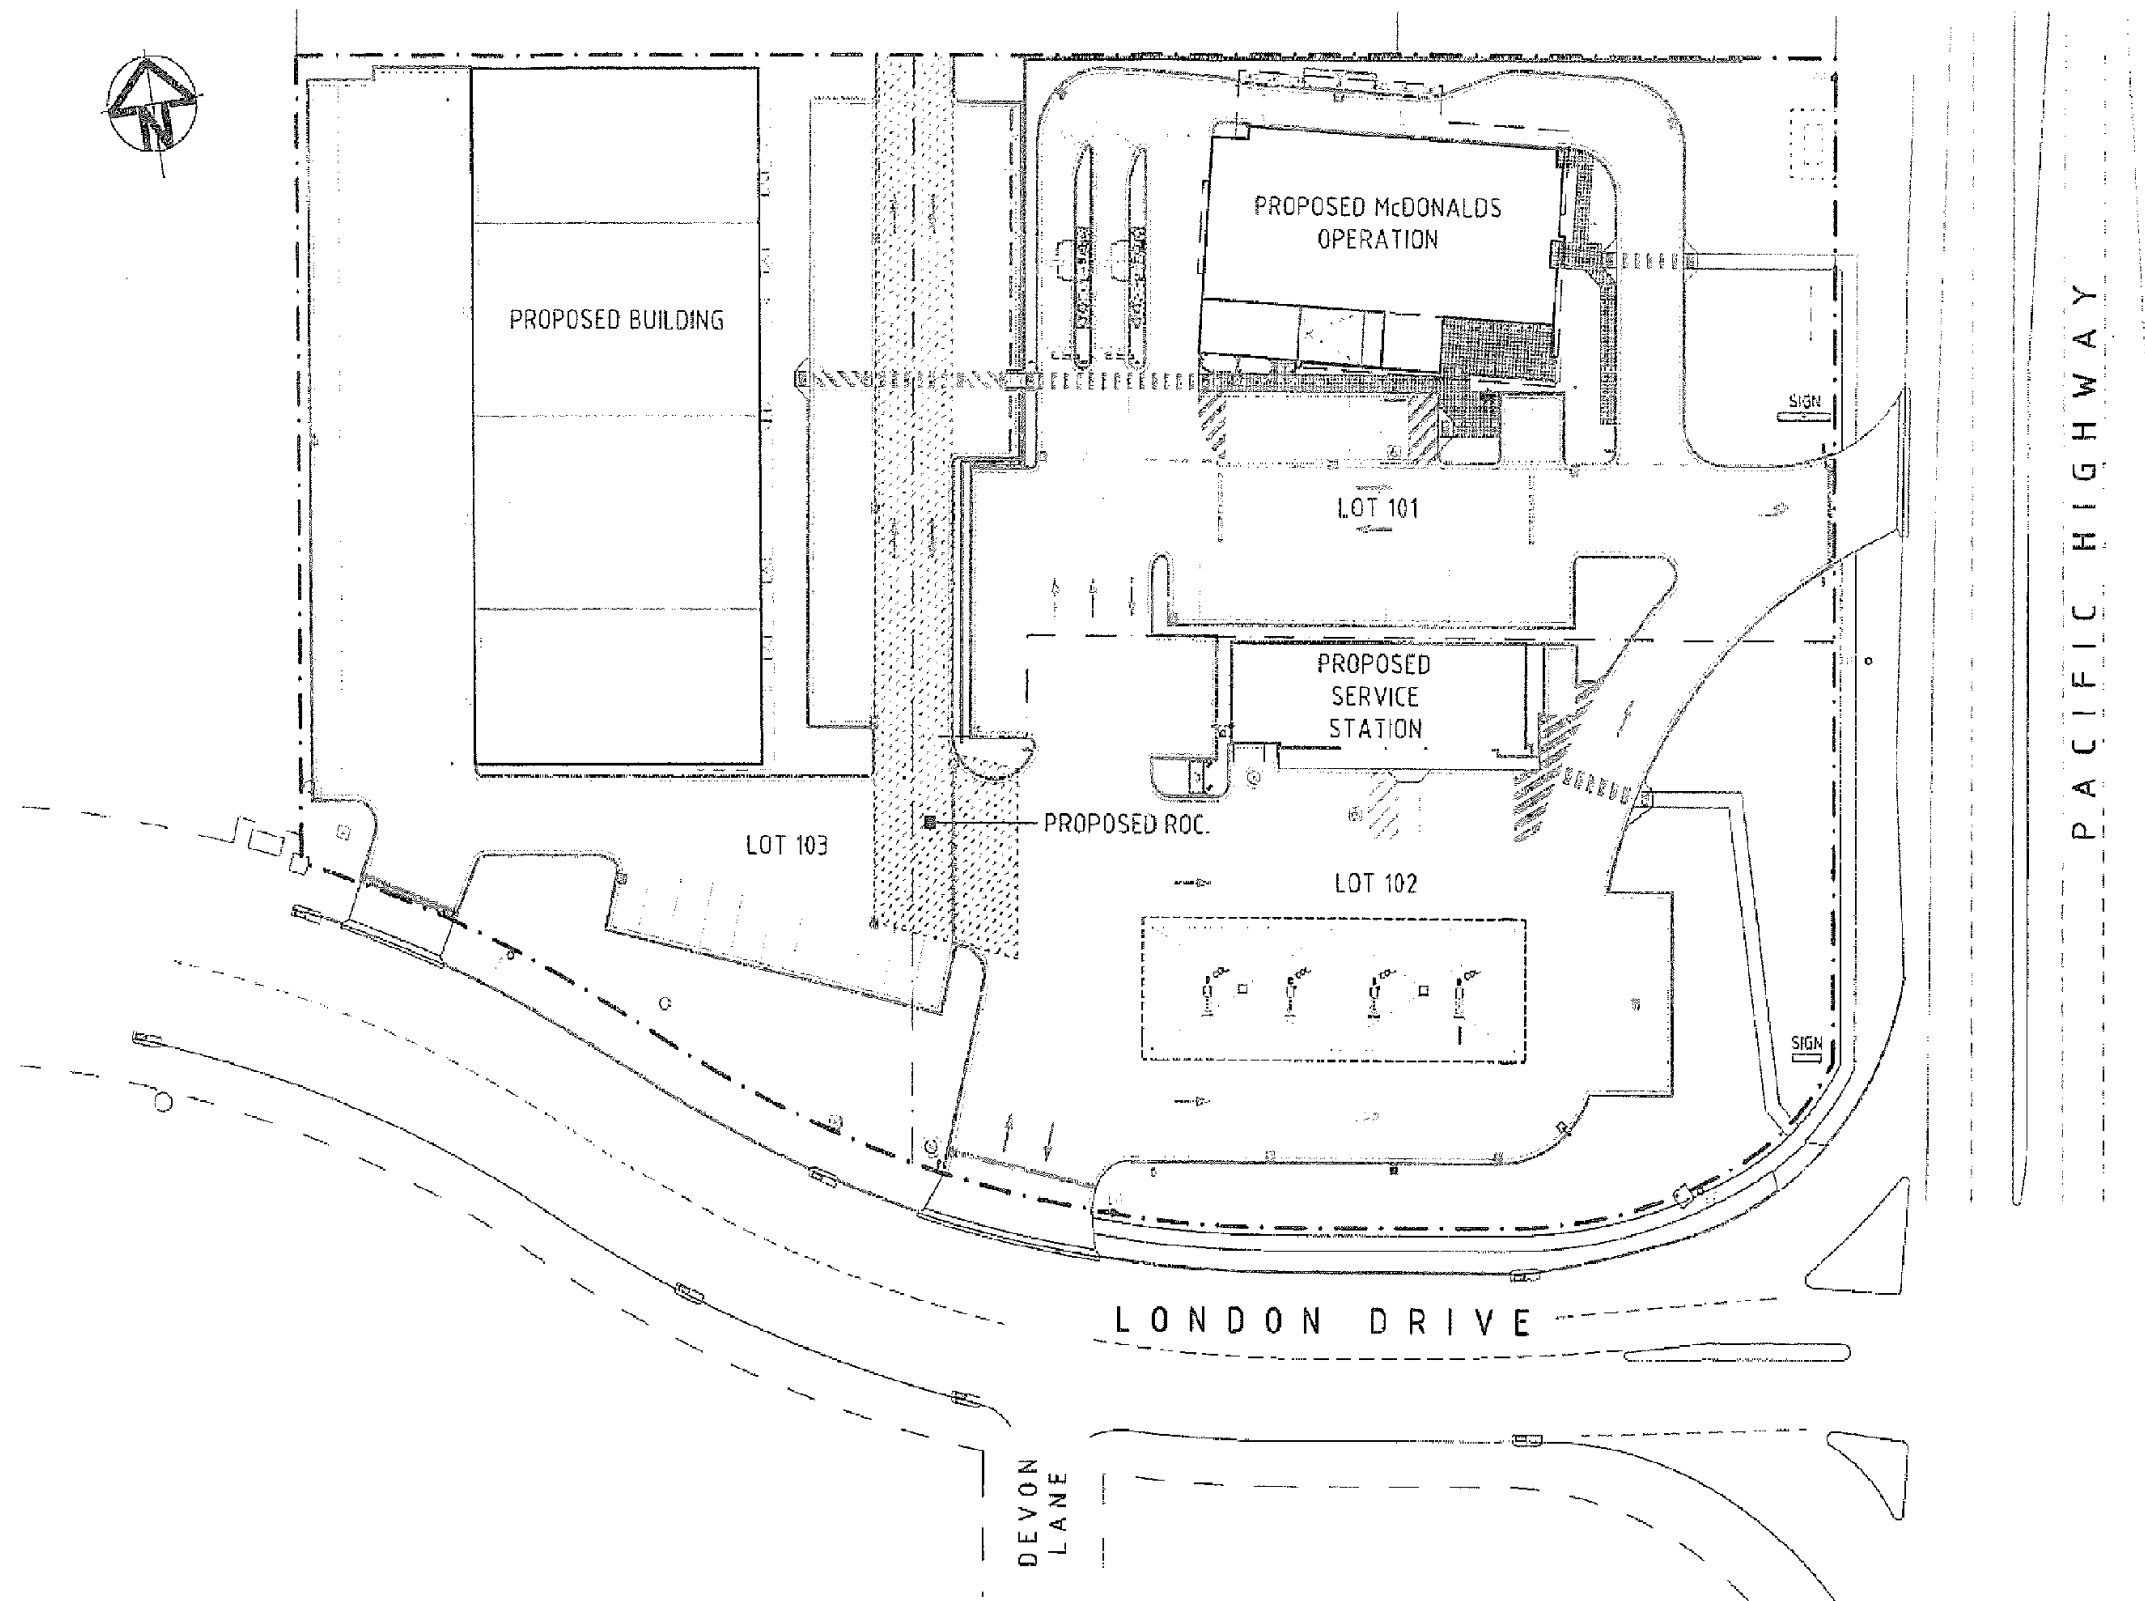 N
PROPOSED McDONALDS
OPERATION
PROPOSED BUILDING
SIGN
LOT 101
PROPOSED
SERVICE
STATION
PROPOSED ROC.
LOT 103
LOT 102
SIGN
PACIFIC HIGHWAY
LONDON DRIVE
DEVON
LANE